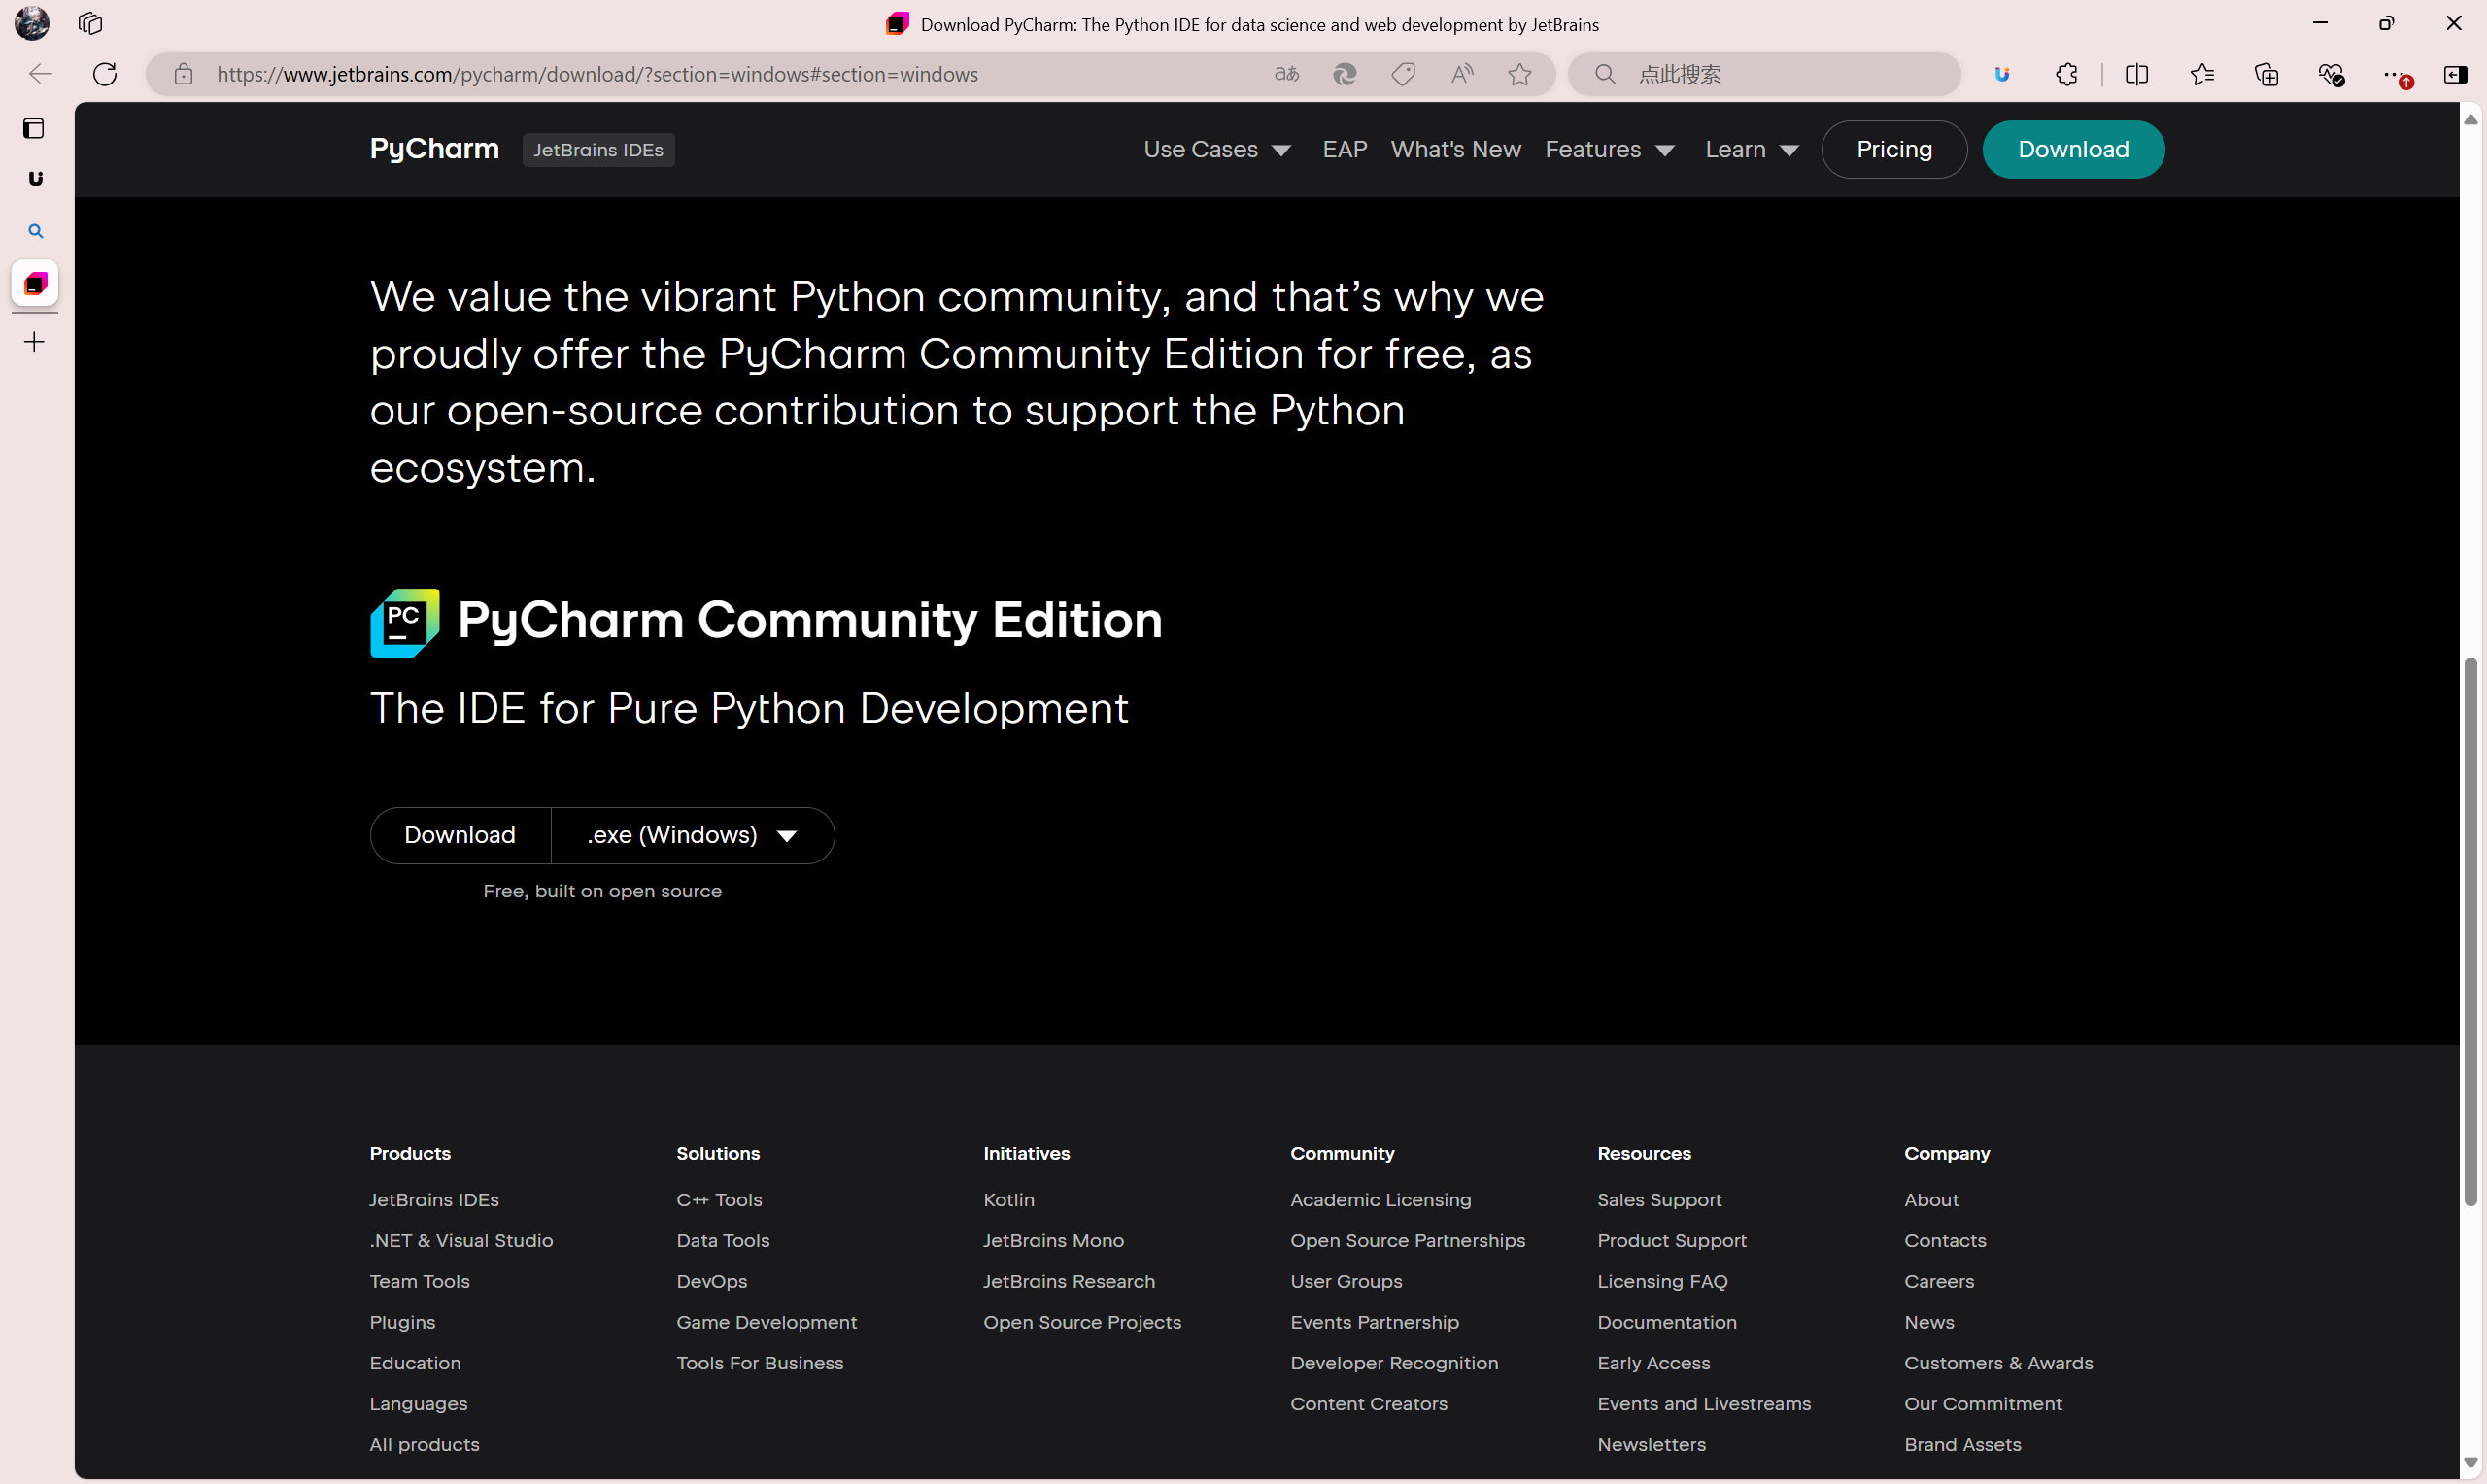 Download PyCharm: The Python IDE for data science and web development by JetBrains
https://www.jetbrains.com/pycharm/download/?section=windows#section=windows
点此搜索
PyCharm JetBrains IDEs Use Cases EAP What's New Features Learn Pricing Download
We value the vibrant Python community, and that’s why we
proudly offer the PyCharm Community Edition for free, as
our open-source contribution to support the Python
ecosystem.
PC PyCharm Community Edition
The IDE for Pure Python Development
Download .exe (Windows)
Free, built on open source
Products
JetBrains IDEs
.NET & Visual Studio
Team Tools
Plugins
Education
Languages
All products
Solutions
C++ Tools
Data Tools
DevOps
Game Development
Tools For Business
Initiatives
Kotlin
JetBrains Mono
JetBrains Research
Open Source Projects
Community
Academic Licensing
Open Source Partnerships
User Groups
Events Partnership
Developer Recognition
Content Creators
Resources
Sales Support
Product Support
Licensing FAQ
Documentation
Early Access
Events and Livestreams
Newsletters
Company
About
Contacts
Careers
News
Customers & Awards
Our Commitment
Brand Assets